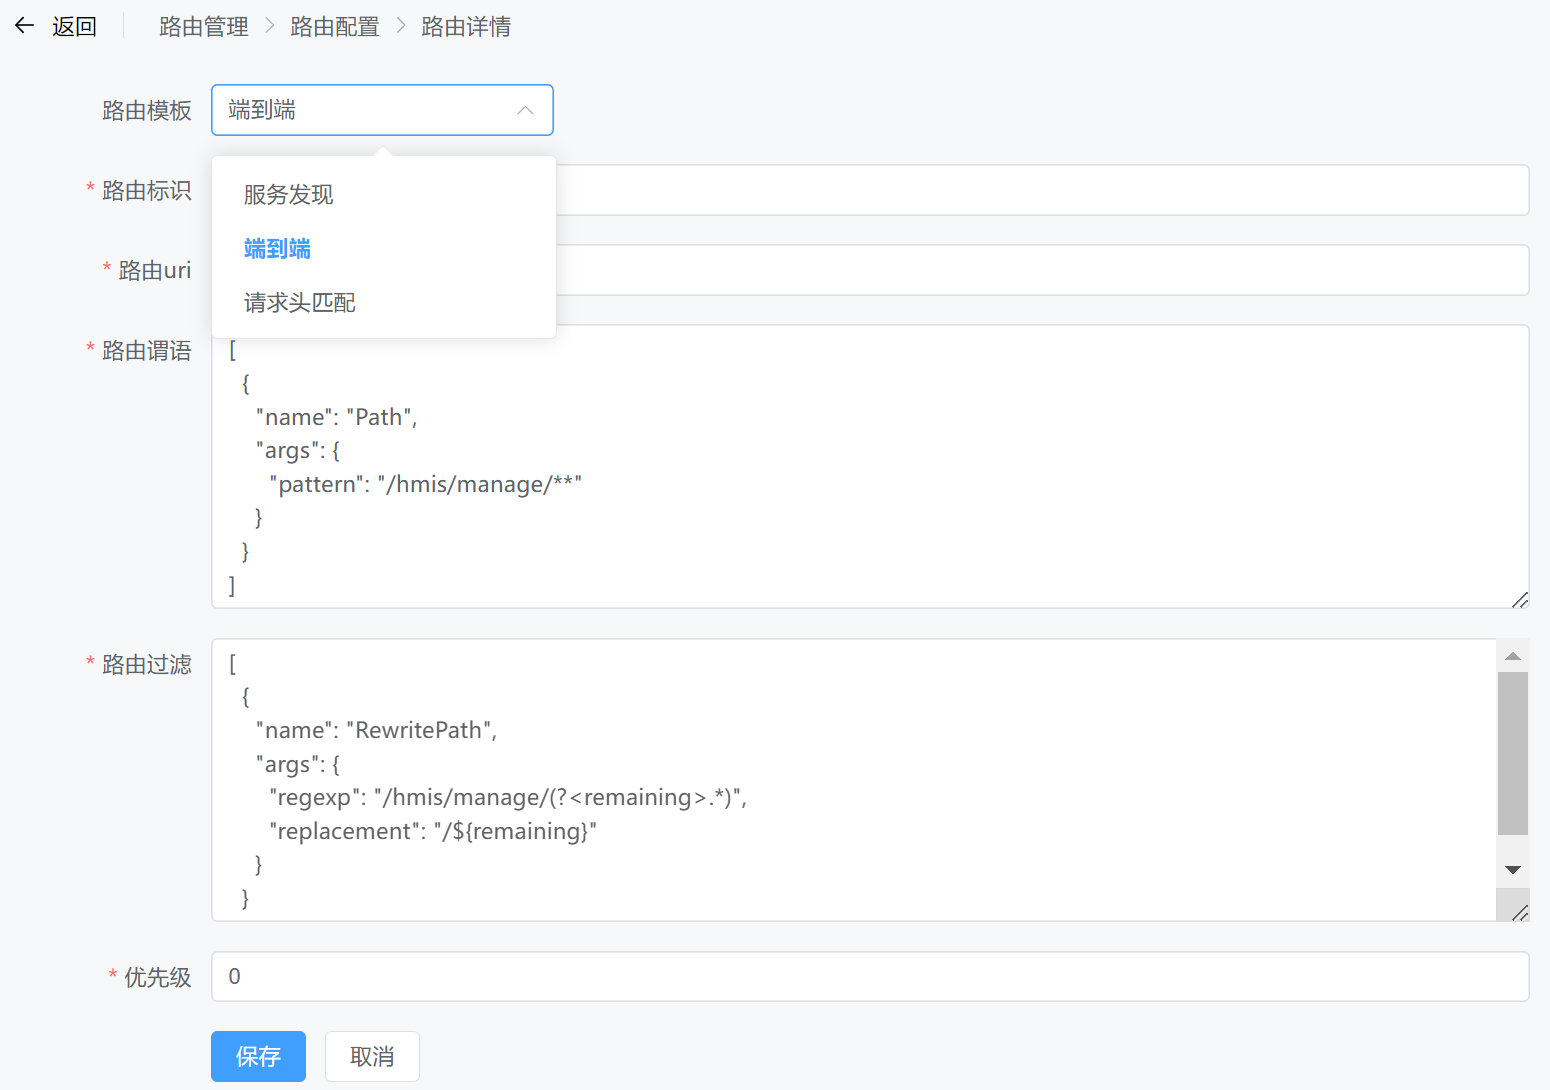 返回 路由管理 > 路由配置 > 路由详情
路由模板 端到端
服务发现
端到端
请求头匹配
* 路由标识
* 路由uri
* 路由谓语
[
  {
    "name": "Path",
    "args": {
      "pattern": "/hmis/manage/**"
    }
  }
]
* 路由过滤
[
  {
    "name": "RewritePath",
    "args": {
      "regexp": "/hmis/manage/(?<remaining>.*)",
      "replacement": "/${remaining}"
    }
  }
* 优先级 0
保存 取消